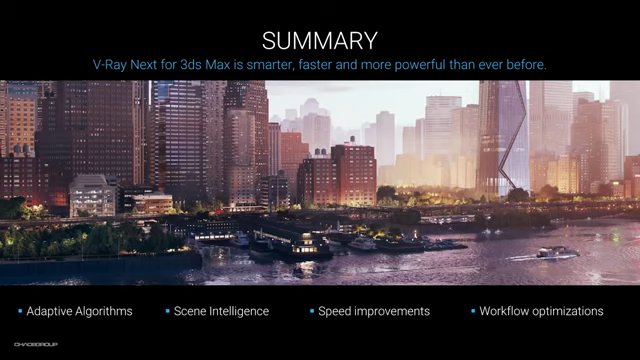 SUMMARY
V-Ray Next for 3ds Max is smarter, faster and more powerful than ever before.
▪ Adaptive Algorithms
▪ Scene Intelligence
▪ Speed improvements
▪ Workflow optimizations
CHAOSGROUP